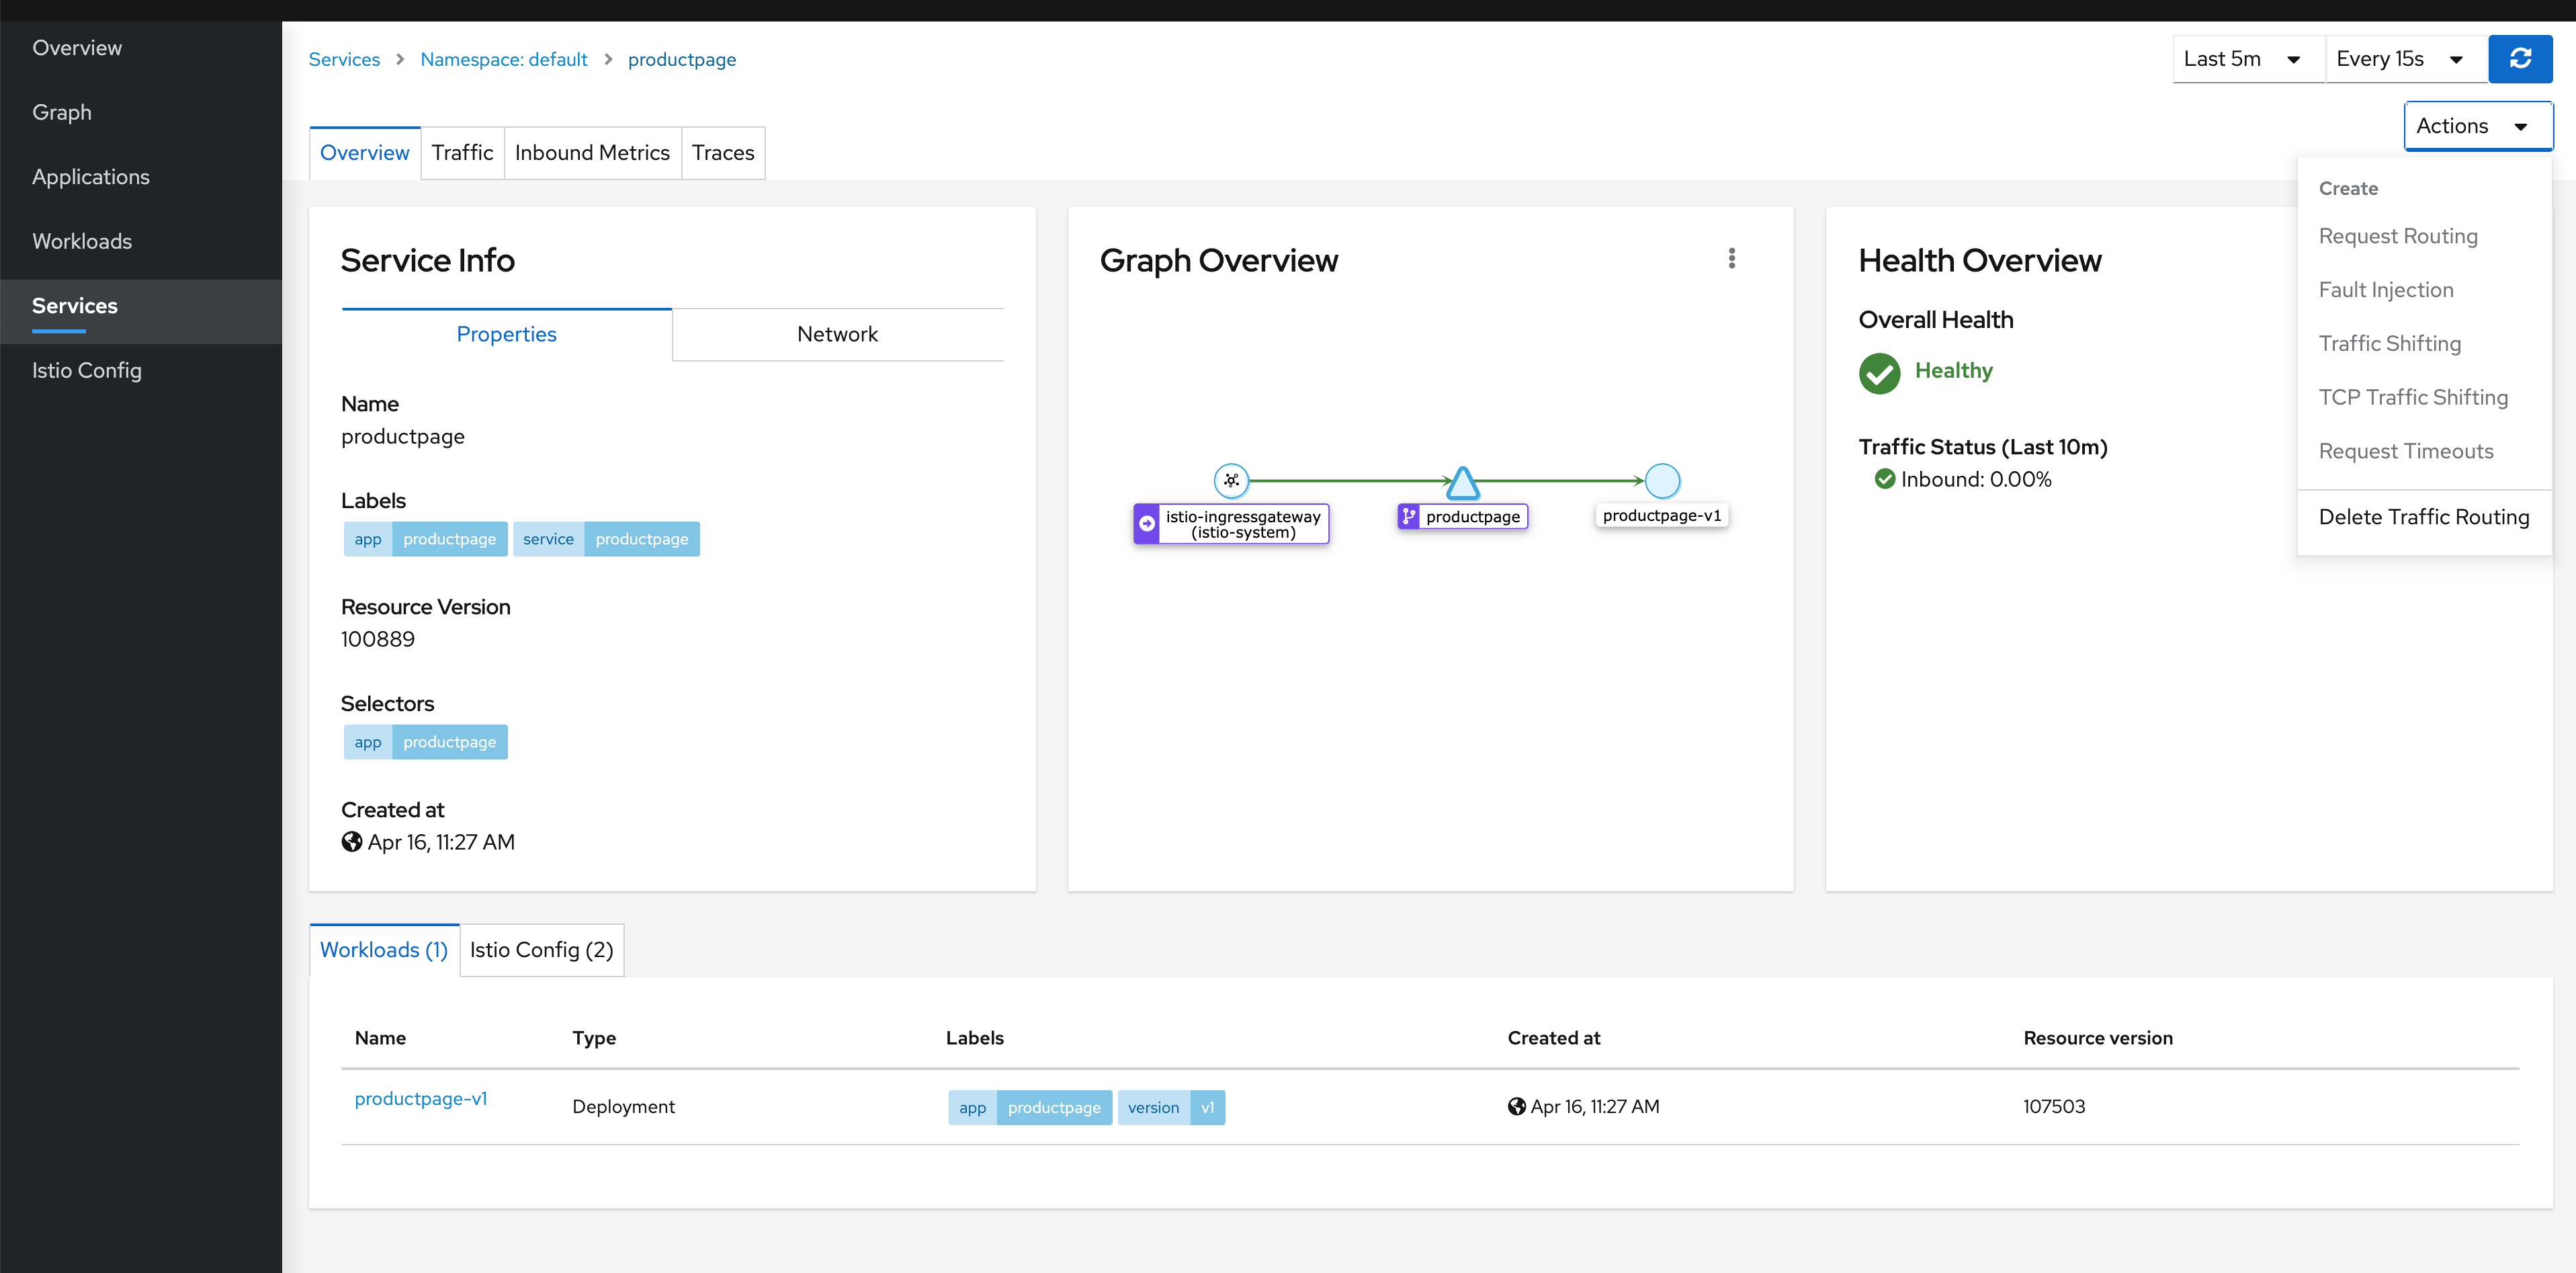 Overview
Graph
Applications
Workloads
Services
Istio Config
Services > Namespace: default > productpage
Last 5m
Every 15s
Actions
Overview
Traffic
Inbound Metrics
Traces
Create
Request Routing
Fault Injection
Traffic Shifting
TCP Traffic Shifting
Request Timeouts
Delete Traffic Routing
Service Info
Properties
Network
Name
productpage
Labels
app productpage
service productpage
Resource Version
100889
Selectors
app productpage
Created at
Apr 16, 11:27 AM
Graph Overview
istio-ingressgateway
(istio-system)
productpage
productpage-v1
Health Overview
Overall Health
Healthy
Traffic Status (Last 10m)
Inbound: 0.00%
Workloads (1)
Istio Config (2)
Name Type Labels Created at Resource version
productpage-v1 Deployment app productpage version v1 Apr 16, 11:27 AM 107503